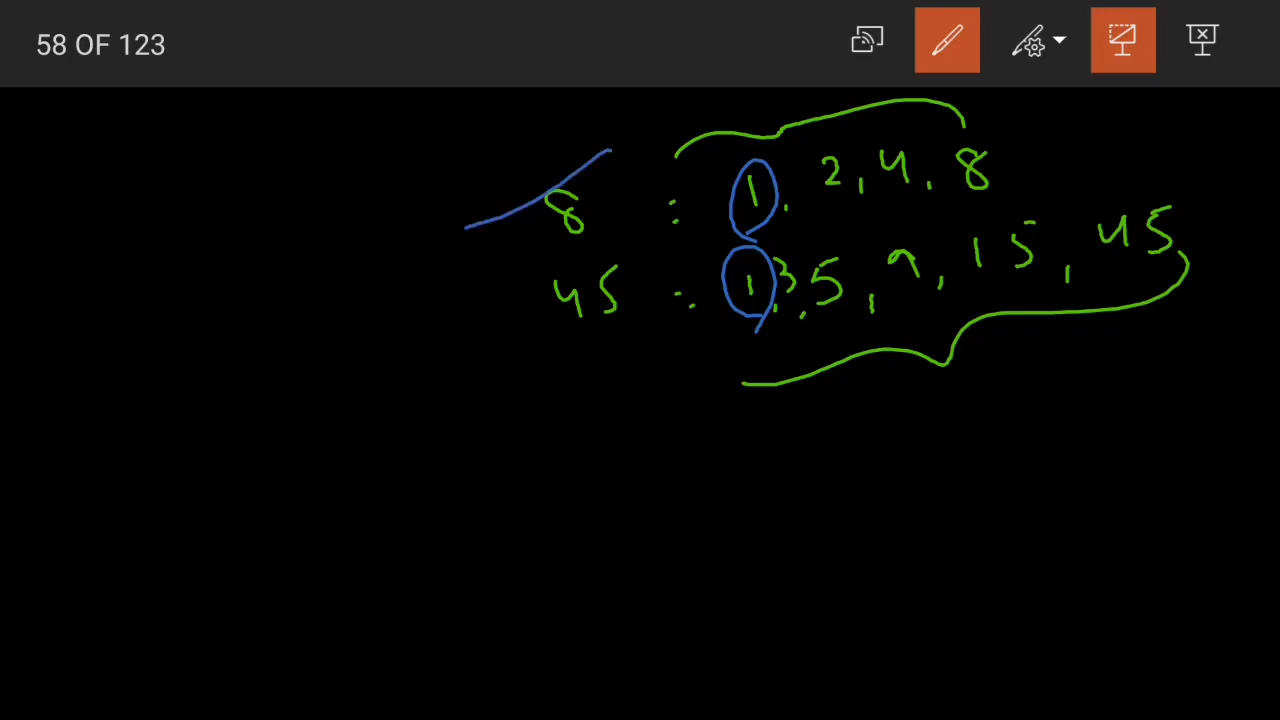 58 OF 123
8 : 1, 2, 4, 8
45 : 1, 3, 5, 9, 15, 45